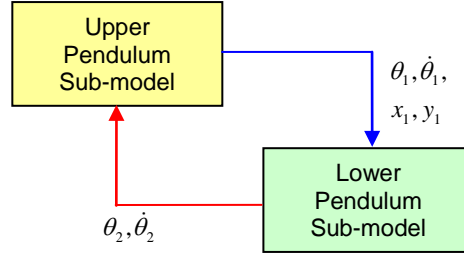 Upper
Pendulum
Sub-model
θ₁, θ̇₁,
x₁, y₁
Lower
Pendulum
Sub-model
θ₂, θ̇₂